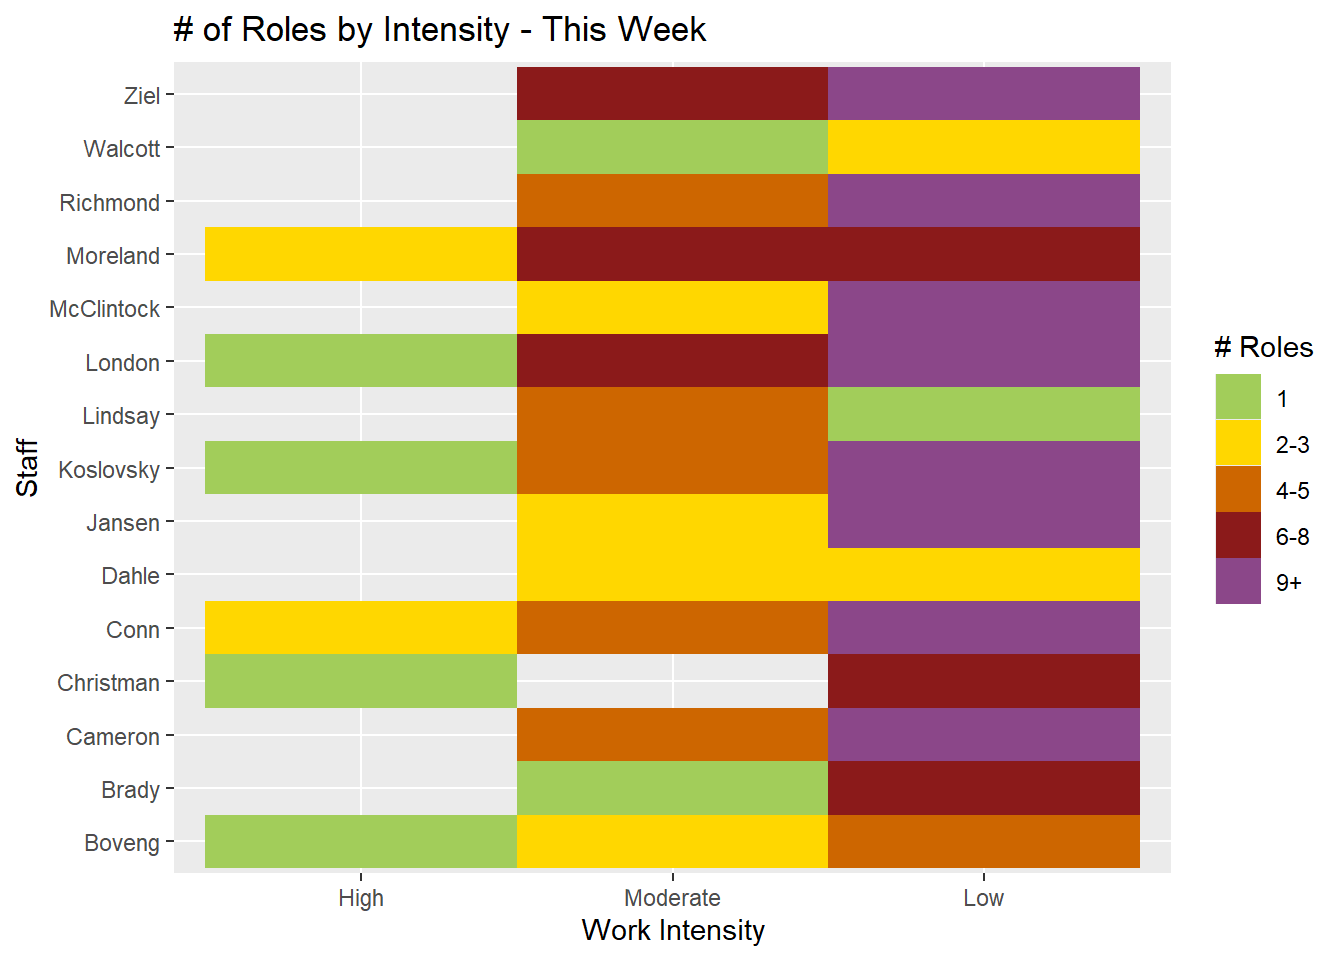 # of Roles by Intensity - This Week
Ziel
Walcott
Richmond
Moreland
McClintock
London
Lindsay
Koslovsky
Jansen
Dahle
Conn
Christman
Cameron
Brady
Boveng
Staff
High
Moderate
Low
Work Intensity
# Roles
1
2-3
4-5
6-8
9+